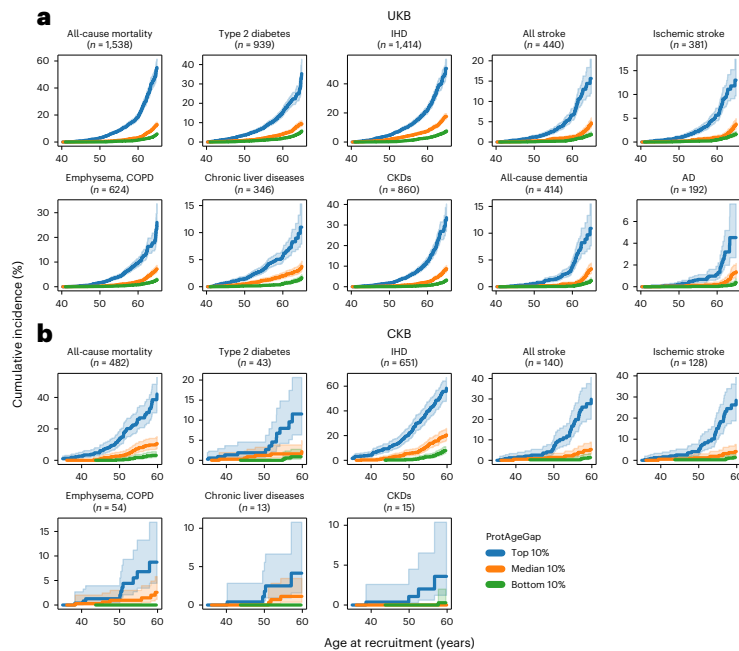 a
UKB
All-cause mortality
(n = 1,538)
Type 2 diabetes
(n = 939)
IHD
(n = 1,414)
All stroke
(n = 440)
Ischemic stroke
(n = 381)
60
40
20
0
40 50 60
40
30
20
10
0
40 50 60
40
20
0
40 50 60
20
15
10
5
0
40 50 60
15
10
5
0
40 50 60
Emphysema, COPD
(n = 624)
Chronic liver diseases
(n = 346)
CKDs
(n = 860)
All-cause dementia
(n = 414)
AD
(n = 192)
30
20
10
0
40 50 60
15
10
5
0
40 50 60
40
30
20
10
0
40 50 60
15
10
5
0
40 50 60
6
4
2
0
40 50 60
Cumulative incidence (%)
b
CKB
All-cause mortality
(n = 482)
Type 2 diabetes
(n = 43)
IHD
(n = 651)
All stroke
(n = 140)
Ischemic stroke
(n = 128)
40
20
0
40 50 60
20
15
10
5
0
40 50 60
60
40
20
0
40 50 60
40
30
20
10
0
40 50 60
40
30
20
10
0
40 50 60
Emphysema, COPD
(n = 54)
Chronic liver diseases
(n = 13)
CKDs
(n = 15)
15
10
5
0
40 50 60
10
5
0
40 50 60
10
5
0
40 50 60
ProtAgeGap
Top 10%
Median 10%
Bottom 10%
Age at recruitment (years)